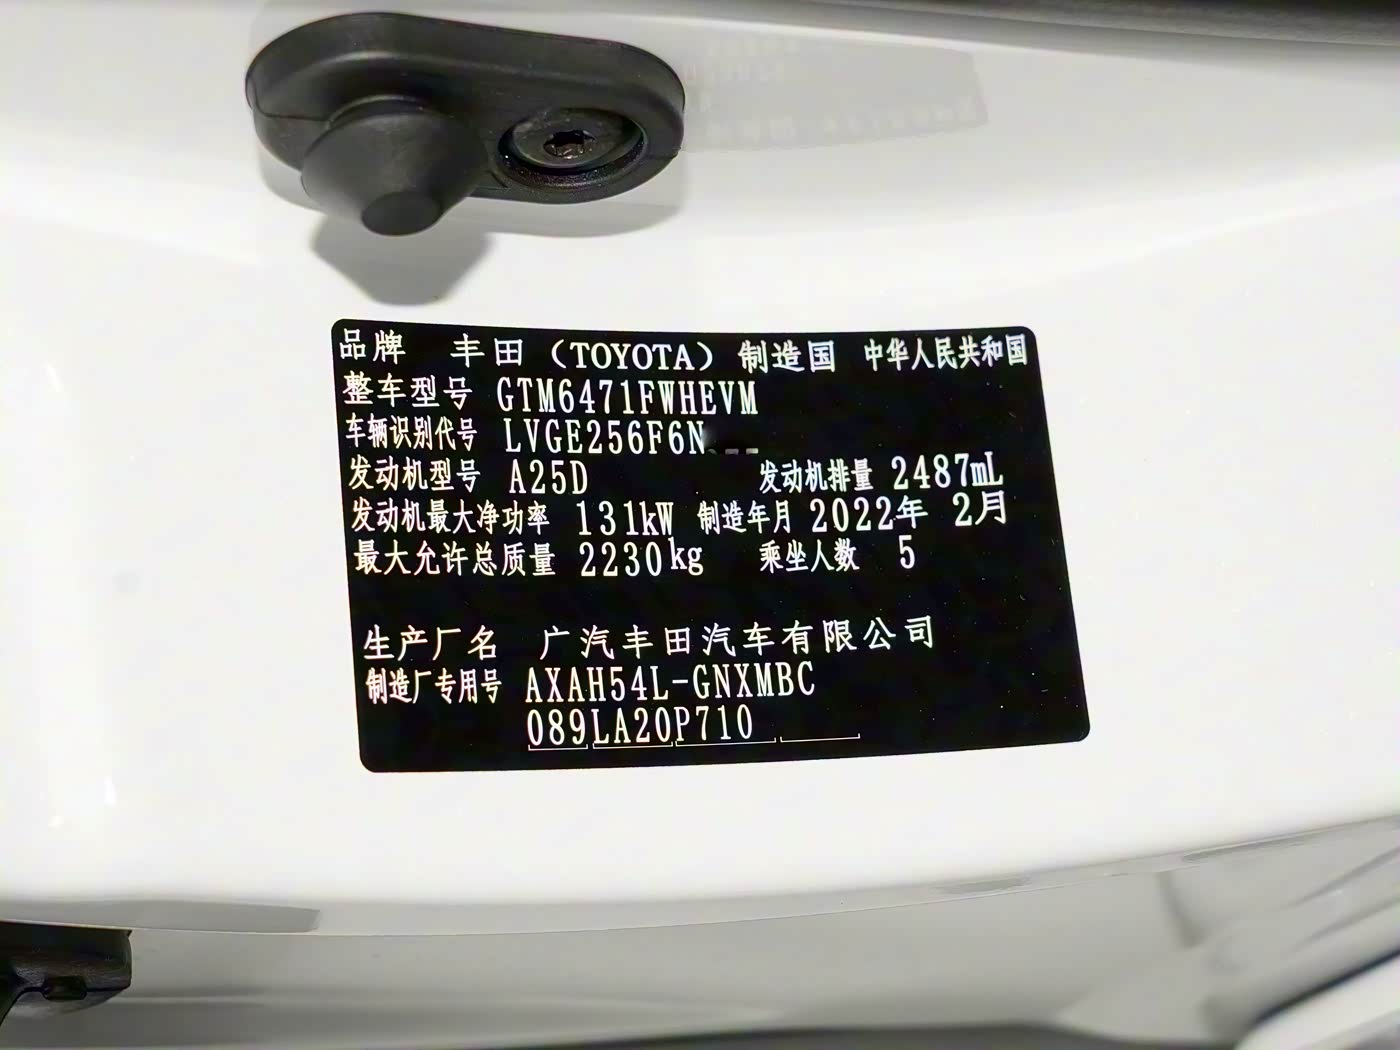 品牌 丰田（TOYOTA） 制造国 中华人民共和国
整车型号 GTM6471FWHEVM
车辆识别代号 LVGE256F6N
发动机型号 A25D 发动机排量 2487mL
发动机最大净功率 131kW 制造年月 2022年 2月
最大允许总质量 2230kg 乘坐人数 5
生产厂名 广汽丰田汽车有限公司
制造厂专用号 AXAH54L-GNXMBC
089LA20P710